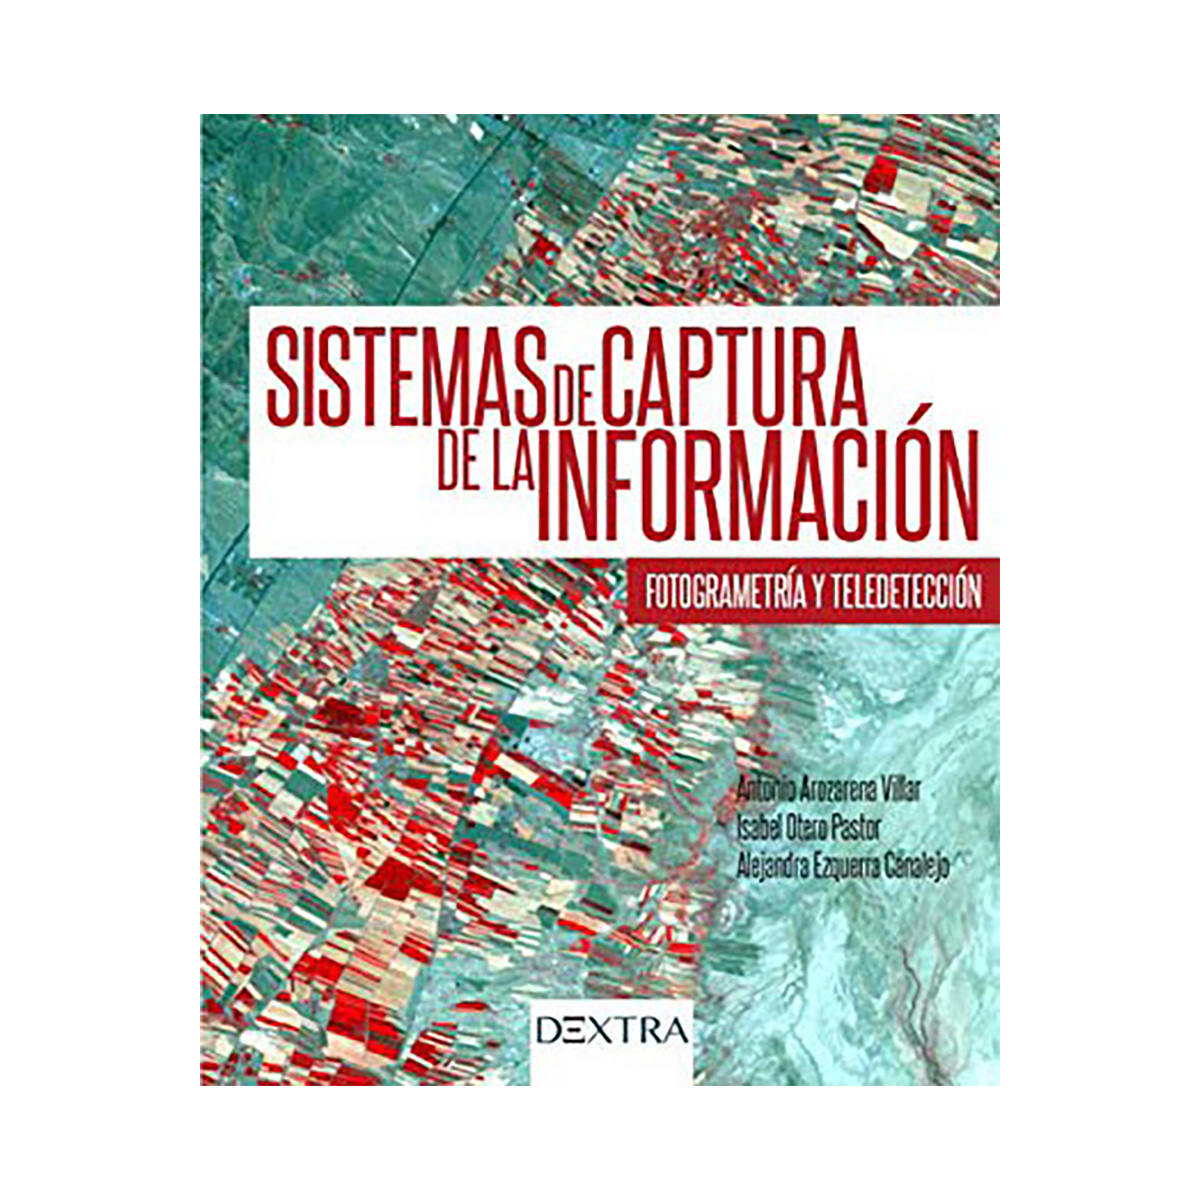 SISTEMAS DE CAPTURA
DE LA INFORMACIÓN
FOTOGRAMETRÍA Y TELEDETECCIÓN
Antonio Arozarena Villar
Isabel Otero Pastor
Alejandra Ezquerra Canalejo
DEXTRA